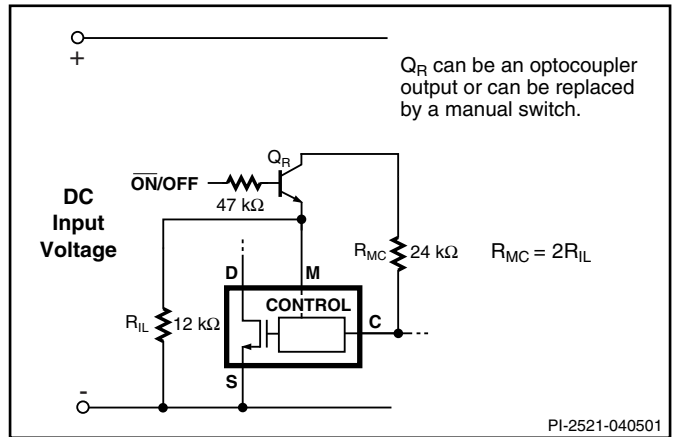 +
Q_R can be an optocoupler
output or can be replaced
by a manual switch.
Q_R
ON/OFF
47 kΩ
DC
Input
Voltage
R_MC
24 kΩ
R_MC = 2R_IL
D
M
CONTROL
C
R_IL
12 kΩ
S
-
PI-2521-040501